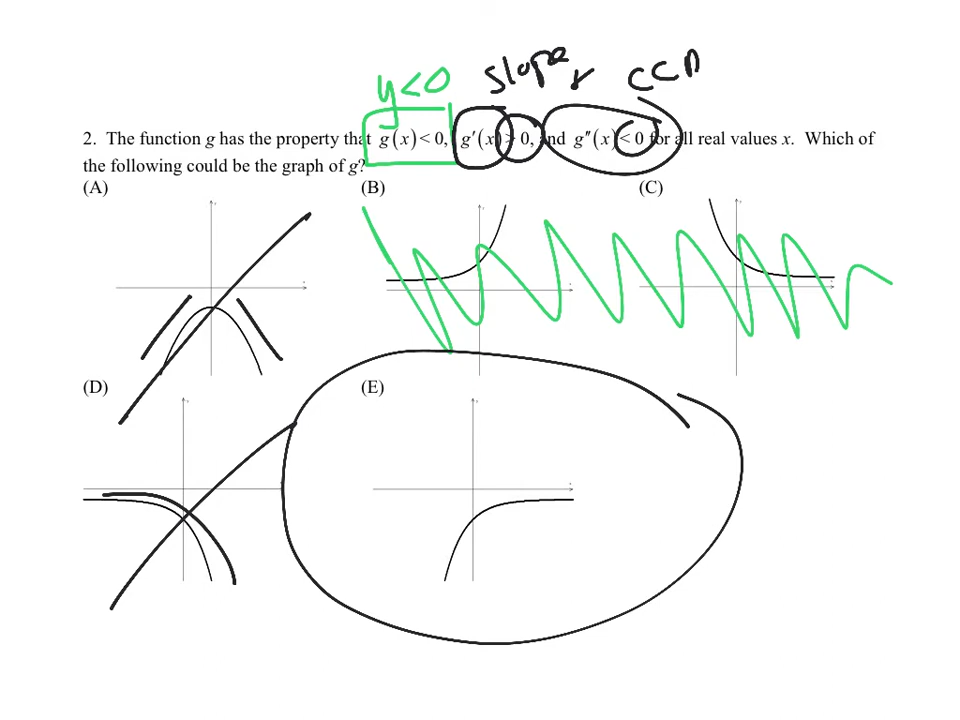 y<0 slope + CCD
2. The function g has the property that g(x) < 0, g′(x) > 0, and g″(x) < 0 for all real values x. Which of
the following could be the graph of g?
(A) (B) (C)
(D) (E)